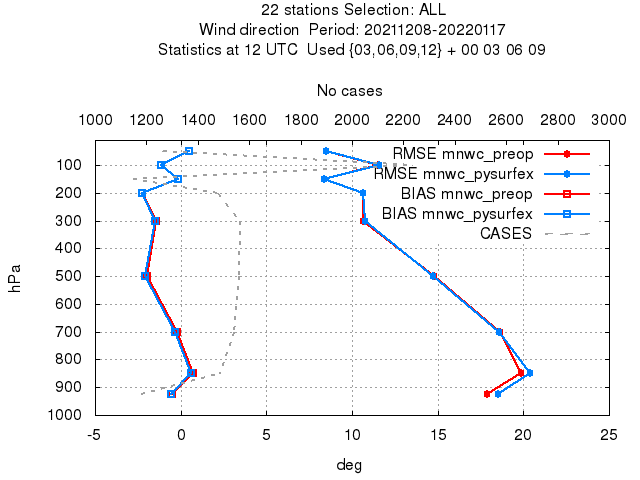 22 stations Selection: ALL
Wind direction  Period: 20211208-20220117
Statistics at 12 UTC  Used {03,06,09,12} + 00 03 06 09
No cases
1000 1200 1400 1600 1800 2000 2200 2400 2600 2800 3000
RMSE mnwc_preop
RMSE mnwc_pysurfex
BIAS mnwc_preop
BIAS mnwc_pysurfex
CASES
100
200
300
400
500
600
700
800
900
1000
hPa
-5 0 5 10 15 20 25
deg